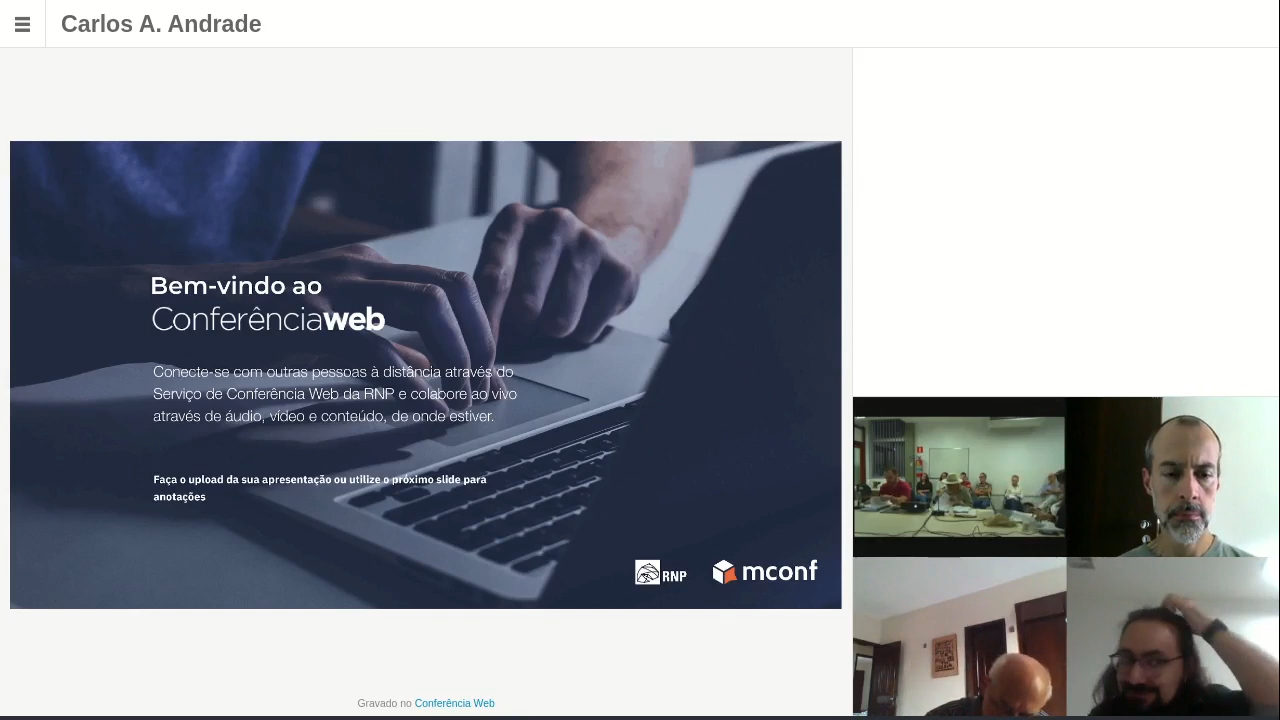 Carlos A. Andrade
Bem-vindo ao
Conferênciaweb
Conecte-se com outras pessoas à distância através do
Serviço de Conferência Web da RNP e colabore ao vivo
através de áudio, vídeo e conteúdo, de onde estiver.
Faça o upload da sua apresentação ou utilize o próximo slide para
anotações
RNP
mconf
Gravado no Conferência Web